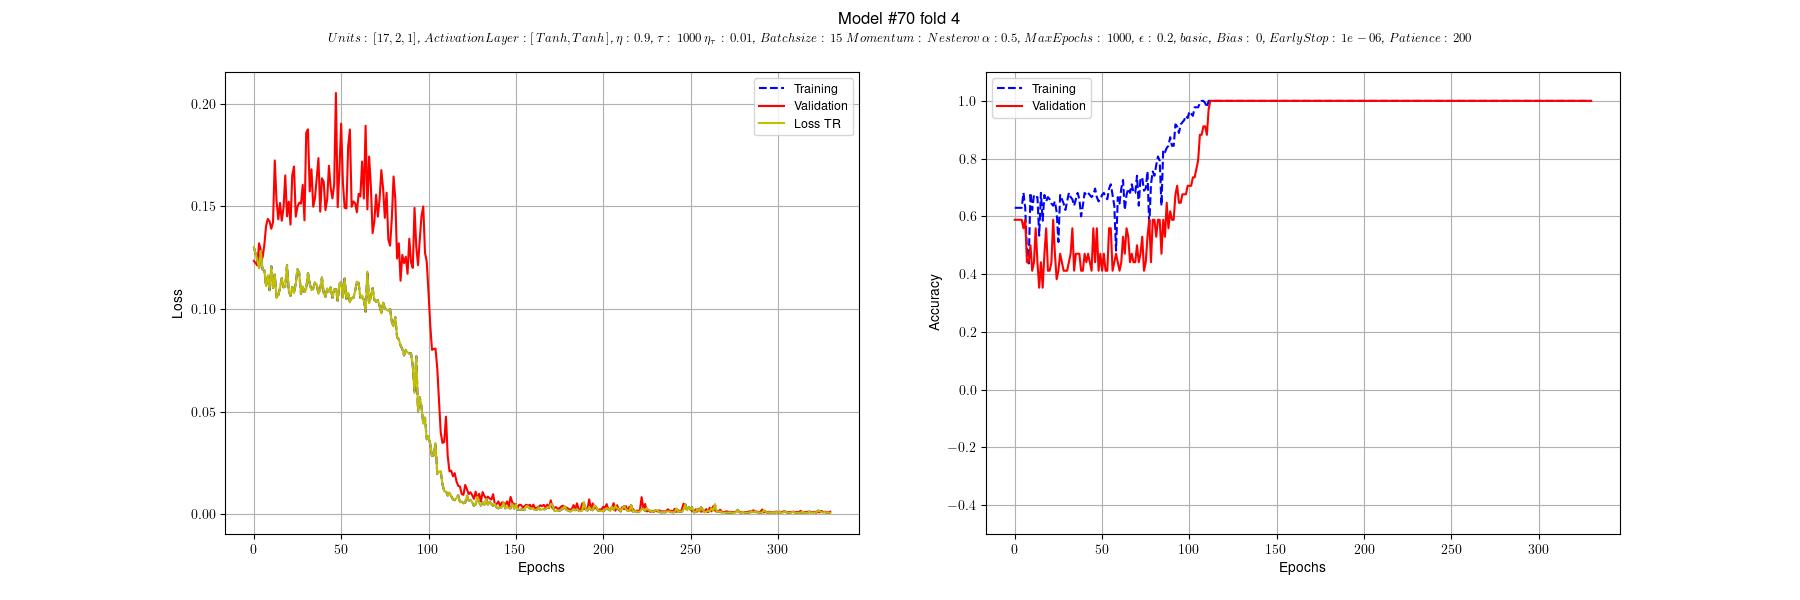 Model #70 fold 4
Units : [17, 2, 1], ActivationLayer : [Tanh, Tanh], η : 0.9, τ : 1000 η_τ : 0.01, Batchsize : 15 Momentum : Nesterov α : 0.5, MaxEpochs : 1000, ϵ : 0.2, basic, Bias : 0, EarlyStop : 1e − 06, Patience : 200
Training
Validation
Loss TR
0.20
0.15
0.10
0.05
0.00
Loss
0
50
100
150
200
250
300
Epochs
Training
Validation
1.0
0.8
0.6
0.4
0.2
0.0
−0.2
−0.4
Accuracy
0
50
100
150
200
250
300
Epochs